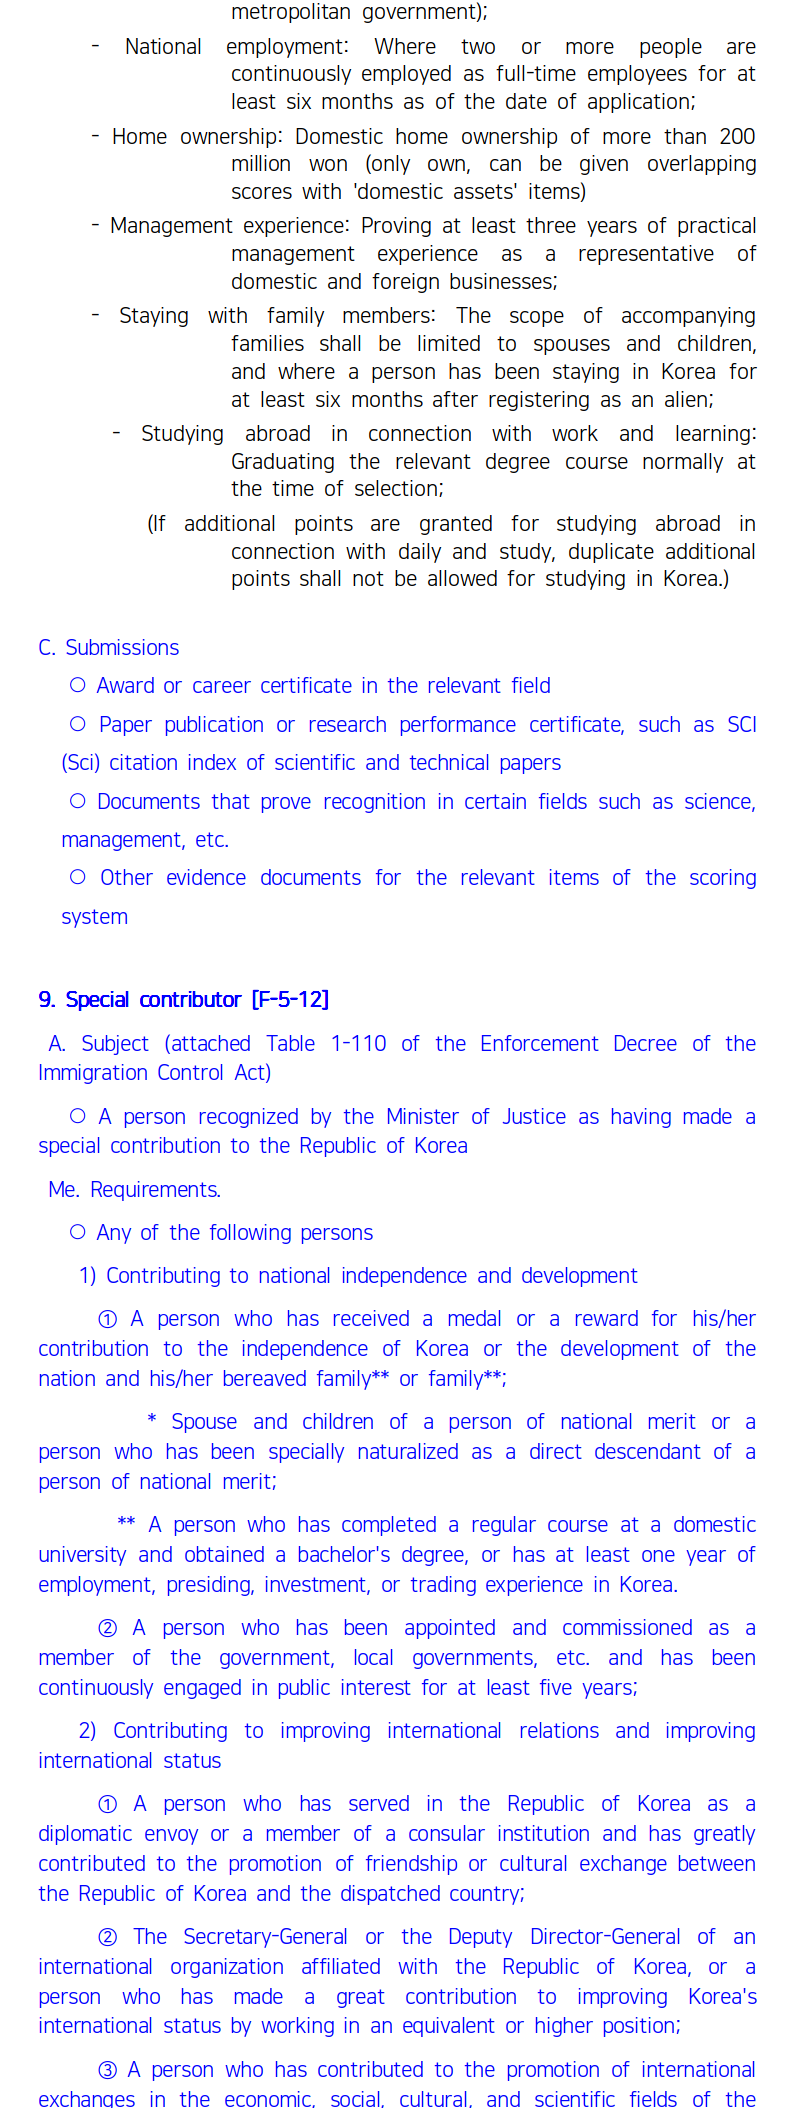 metropolitan government);
- National employment: Where two or more people are
continuously employed as full-time employees for at
least six months as of the date of application;
- Home ownership: Domestic home ownership of more than 200
million won (only own, can be given overlapping
scores with 'domestic assets' items)
- Management experience: Proving at least three years of practical
management experience as a representative of
domestic and foreign businesses;
- Staying with family members: The scope of accompanying
families shall be limited to spouses and children,
and where a person has been staying in Korea for
at least six months after registering as an alien;
- Studying abroad in connection with work and learning:
Graduating the relevant degree course normally at
the time of selection;
(If additional points are granted for studying abroad in
connection with daily and study, duplicate additional
points shall not be allowed for studying in Korea.)
C. Submissions
○ Award or career certificate in the relevant field
○ Paper publication or research performance certificate, such as SCI
(Sci) citation index of scientific and technical papers
○ Documents that prove recognition in certain fields such as science,
management, etc.
○ Other evidence documents for the relevant items of the scoring
system
9. Special contributor [F-5-12]
A. Subject (attached Table 1-110 of the Enforcement Decree of the
Immigration Control Act)
○ A person recognized by the Minister of Justice as having made a
special contribution to the Republic of Korea
Me. Requirements.
○ Any of the following persons
1) Contributing to national independence and development
① A person who has received a medal or a reward for his/her
contribution to the independence of Korea or the development of the
nation and his/her bereaved family** or family**;
* Spouse and children of a person of national merit or a
person who has been specially naturalized as a direct descendant of a
person of national merit;
** A person who has completed a regular course at a domestic
university and obtained a bachelor's degree, or has at least one year of
employment, presiding, investment, or trading experience in Korea.
② A person who has been appointed and commissioned as a
member of the government, local governments, etc. and has been
continuously engaged in public interest for at least five years;
2) Contributing to improving international relations and improving
international status
① A person who has served in the Republic of Korea as a
diplomatic envoy or a member of a consular institution and has greatly
contributed to the promotion of friendship or cultural exchange between
the Republic of Korea and the dispatched country;
② The Secretary-General or the Deputy Director-General of an
international organization affiliated with the Republic of Korea, or a
person who has made a great contribution to improving Korea's
international status by working in an equivalent or higher position;
③ A person who has contributed to the promotion of international
exchanges in the economic, social, cultural, and scientific fields of the